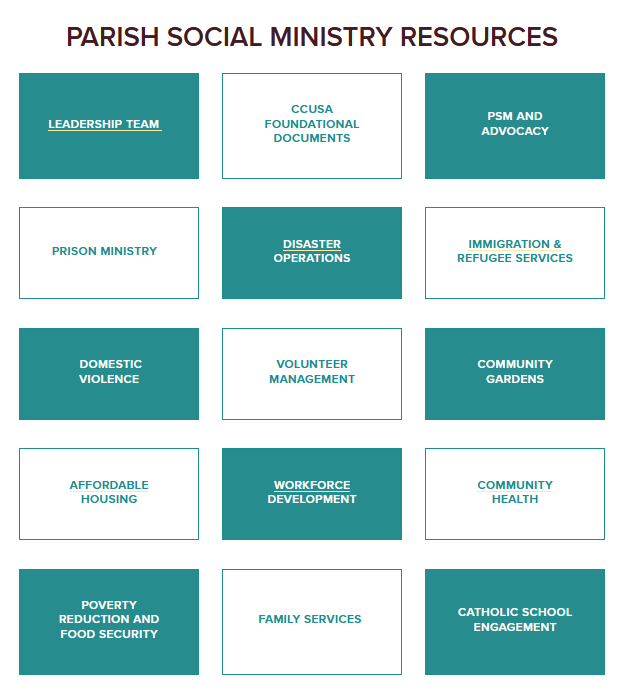 PARISH SOCIAL MINISTRY RESOURCES
LEADERSHIP TEAM
CCUSA
FOUNDATIONAL
DOCUMENTS
PSM AND
ADVOCACY
PRISON MINISTRY
DISASTER
OPERATIONS
IMMIGRATION &
REFUGEE SERVICES
DOMESTIC
VIOLENCE
VOLUNTEER
MANAGEMENT
COMMUNITY
GARDENS
AFFORDABLE
HOUSING
WORKFORCE
DEVELOPMENT
COMMUNITY
HEALTH
POVERTY
REDUCTION AND
FOOD SECURITY
FAMILY SERVICES
CATHOLIC SCHOOL
ENGAGEMENT